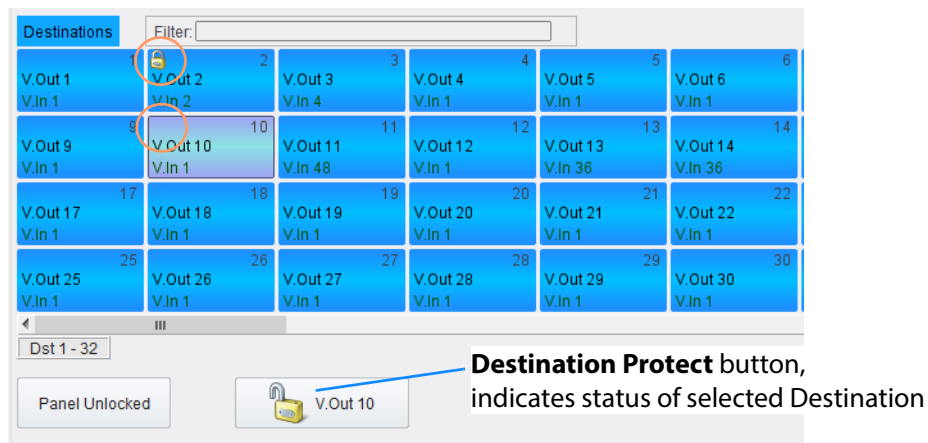 Destinations Filter:
1 2 3 4 5 6
V.Out 1 V.Out 2 V.Out 3 V.Out 4 V.Out 5 V.Out 6
V.In 1 V.In 2 V.In 4 V.In 1 V.In 1 V.In 1
9 10 11 12 13 14
V.Out 9 V.Out 10 V.Out 11 V.Out 12 V.Out 13 V.Out 14
V.In 1 V.In 1 V.In 48 V.In 1 V.In 36 V.In 36
17 18 19 20 21 22
V.Out 17 V.Out 18 V.Out 19 V.Out 20 V.Out 21 V.Out 22
V.In 1 V.In 1 V.In 1 V.In 1 V.In 1 V.In 1
25 26 27 28 29 30
V.Out 25 V.Out 26 V.Out 27 V.Out 28 V.Out 29 V.Out 30
V.In 1 V.In 1 V.In 1 V.In 1 V.In 1 V.In 1
Dst 1 - 32
Destination Protect button,
indicates status of selected Destination
Panel Unlocked V.Out 10